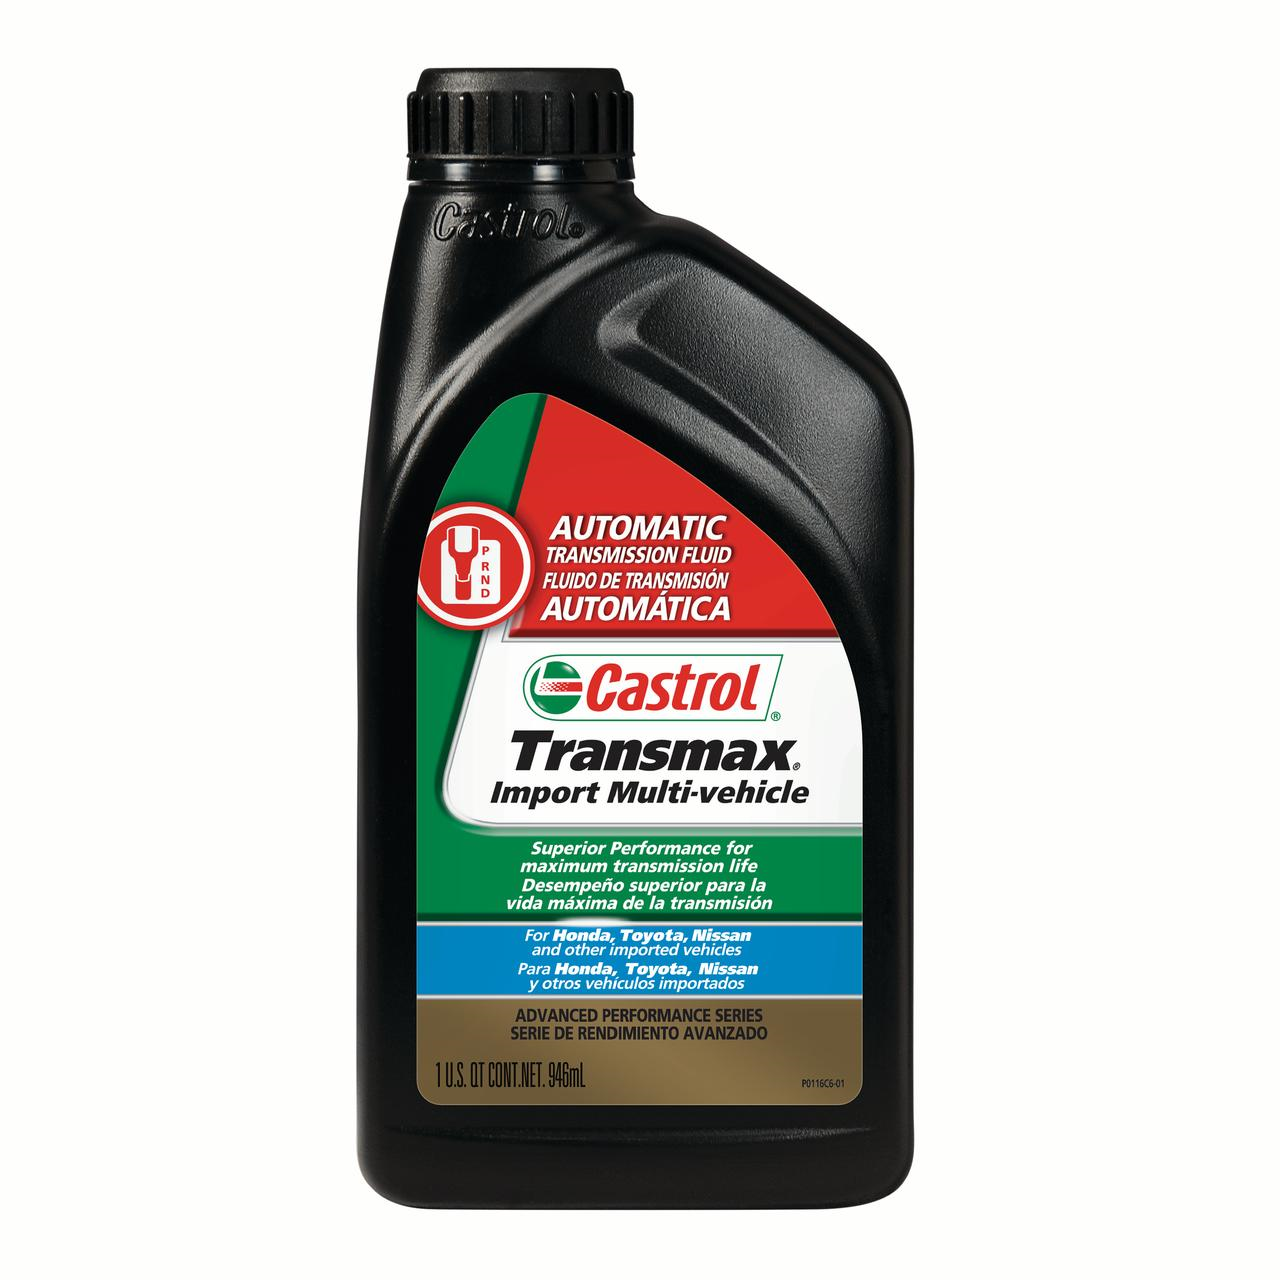 Castrol®
AUTOMATIC
TRANSMISSION FLUID
FLUIDO DE TRANSMISIÓN
AUTOMÁTICA
P
R
N
D
Castrol®
Transmax®
Import Multi-vehicle
Superior Performance for
maximum transmission life
Desempeño superior para la
vida máxima de la transmisión
For Honda, Toyota, Nissan
and other imported vehicles
Para Honda, Toyota, Nissan
y otros vehículos importados
ADVANCED PERFORMANCE SERIES
SERIE DE RENDIMIENTO AVANZADO
1 U.S. QT CONT.NET. 946mL
P0116C6-01